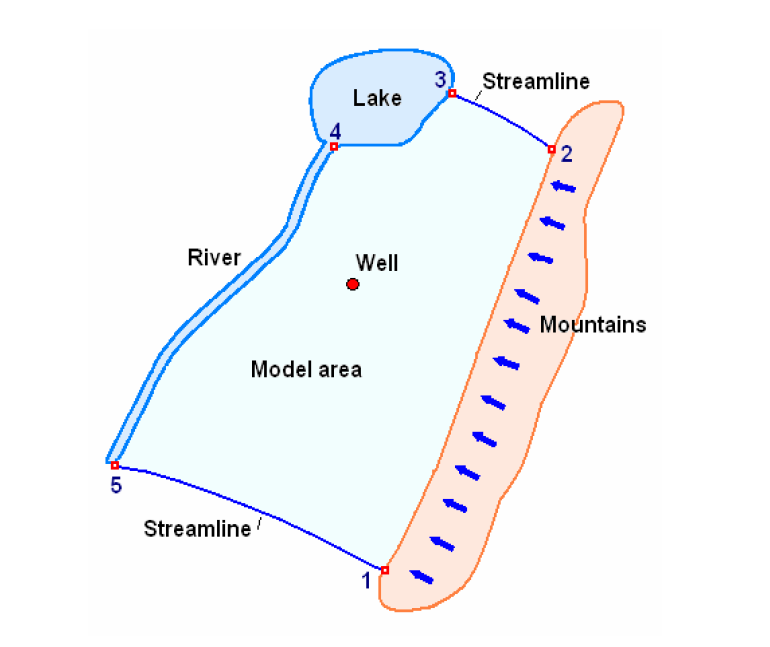 3
Streamline
Lake
4
2
River
Well
Mountains
Model area
5
Streamline
1